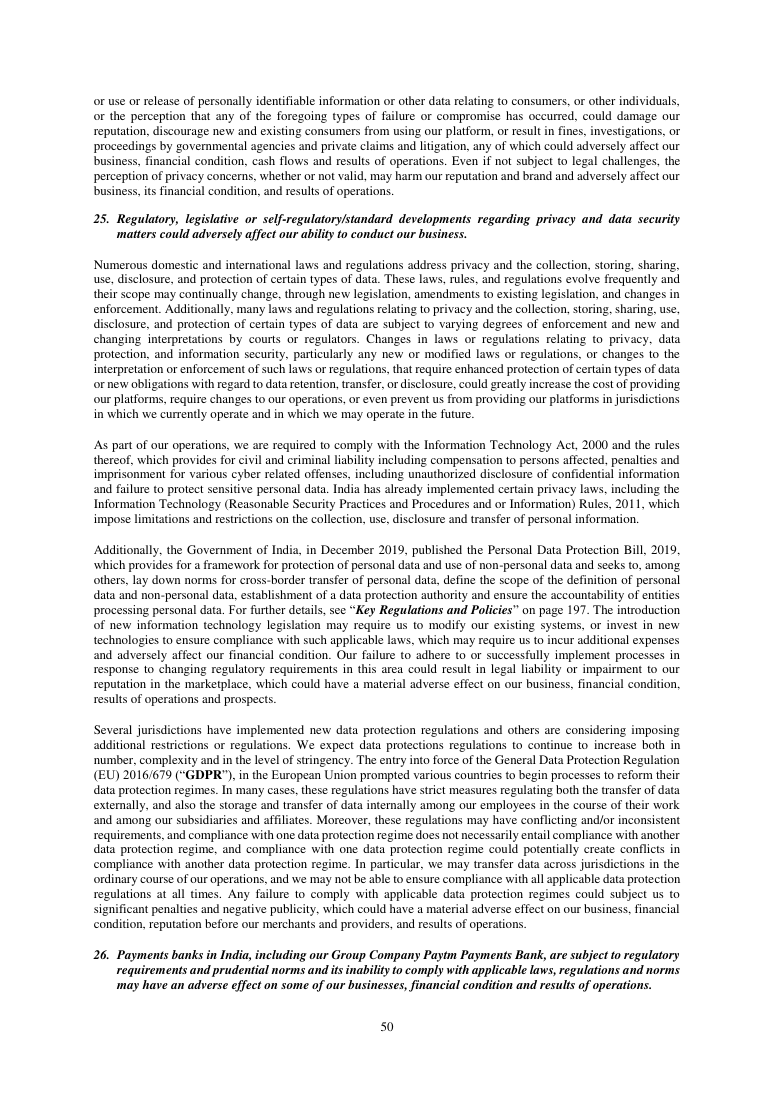 or use or release of personally identifiable information or other data relating to consumers, or other individuals,
or the perception that any of the foregoing types of failure or compromise has occurred, could damage our
reputation, discourage new and existing consumers from using our platform, or result in fines, investigations, or
proceedings by governmental agencies and private claims and litigation, any of which could adversely affect our
business, financial condition, cash flows and results of operations. Even if not subject to legal challenges, the
perception of privacy concerns, whether or not valid, may harm our reputation and brand and adversely affect our
business, its financial condition, and results of operations.
25. Regulatory, legislative or self-regulatory/standard developments regarding privacy and data security
matters could adversely affect our ability to conduct our business.
Numerous domestic and international laws and regulations address privacy and the collection, storing, sharing,
use, disclosure, and protection of certain types of data. These laws, rules, and regulations evolve frequently and
their scope may continually change, through new legislation, amendments to existing legislation, and changes in
enforcement. Additionally, many laws and regulations relating to privacy and the collection, storing, sharing, use,
disclosure, and protection of certain types of data are subject to varying degrees of enforcement and new and
changing interpretations by courts or regulators. Changes in laws or regulations relating to privacy, data
protection, and information security, particularly any new or modified laws or regulations, or changes to the
interpretation or enforcement of such laws or regulations, that require enhanced protection of certain types of data
or new obligations with regard to data retention, transfer, or disclosure, could greatly increase the cost of providing
our platforms, require changes to our operations, or even prevent us from providing our platforms in jurisdictions
in which we currently operate and in which we may operate in the future.
As part of our operations, we are required to comply with the Information Technology Act, 2000 and the rules
thereof, which provides for civil and criminal liability including compensation to persons affected, penalties and
imprisonment for various cyber related offenses, including unauthorized disclosure of confidential information
and failure to protect sensitive personal data. India has already implemented certain privacy laws, including the
Information Technology (Reasonable Security Practices and Procedures and or Information) Rules, 2011, which
impose limitations and restrictions on the collection, use, disclosure and transfer of personal information.
Additionally, the Government of India, in December 2019, published the Personal Data Protection Bill, 2019,
which provides for a framework for protection of personal data and use of non-personal data and seeks to, among
others, lay down norms for cross-border transfer of personal data, define the scope of the definition of personal
data and non-personal data, establishment of a data protection authority and ensure the accountability of entities
processing personal data. For further details, see “Key Regulations and Policies” on page 197. The introduction
of new information technology legislation may require us to modify our existing systems, or invest in new
technologies to ensure compliance with such applicable laws, which may require us to incur additional expenses
and adversely affect our financial condition. Our failure to adhere to or successfully implement processes in
response to changing regulatory requirements in this area could result in legal liability or impairment to our
reputation in the marketplace, which could have a material adverse effect on our business, financial condition,
results of operations and prospects.
Several jurisdictions have implemented new data protection regulations and others are considering imposing
additional restrictions or regulations. We expect data protections regulations to continue to increase both in
number, complexity and in the level of stringency. The entry into force of the General Data Protection Regulation
(EU) 2016/679 (“GDPR”), in the European Union prompted various countries to begin processes to reform their
data protection regimes. In many cases, these regulations have strict measures regulating both the transfer of data
externally, and also the storage and transfer of data internally among our employees in the course of their work
and among our subsidiaries and affiliates. Moreover, these regulations may have conflicting and/or inconsistent
requirements, and compliance with one data protection regime does not necessarily entail compliance with another
data protection regime, and compliance with one data protection regime could potentially create conflicts in
compliance with another data protection regime. In particular, we may transfer data across jurisdictions in the
ordinary course of our operations, and we may not be able to ensure compliance with all applicable data protection
regulations at all times. Any failure to comply with applicable data protection regimes could subject us to
significant penalties and negative publicity, which could have a material adverse effect on our business, financial
condition, reputation before our merchants and providers, and results of operations.
26. Payments banks in India, including our Group Company Paytm Payments Bank, are subject to regulatory
requirements and prudential norms and its inability to comply with applicable laws, regulations and norms
may have an adverse effect on some of our businesses, financial condition and results of operations.
50